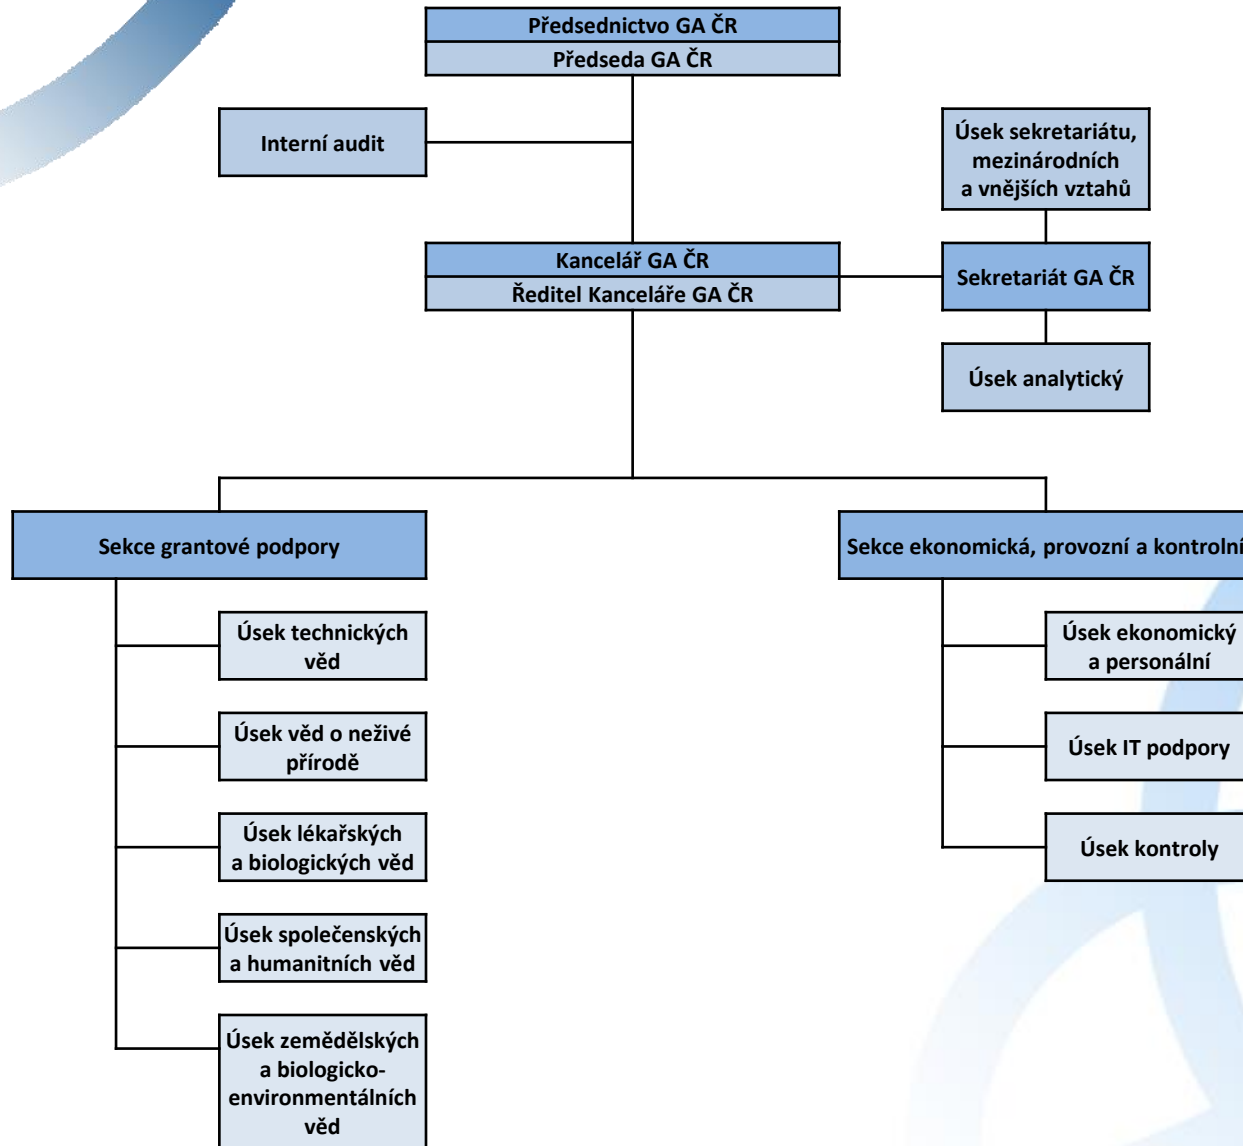 Předsednictvo GA ČR
Předseda GA ČR
Interní audit
Úsek sekretariátu,
mezinárodních
a vnějších vztahů
Kancelář GA ČR
Ředitel Kanceláře GA ČR
Sekretariát GA ČR
Úsek analytický
Sekce grantové podpory
Sekce ekonomická, provozní a kontrolní
Úsek technických
věd
Úsek věd o neživé
přírodě
Úsek lékařských
a biologických věd
Úsek společenských
a humanitních věd
Úsek zemědělských
a biologicko-
environmentálních
věd
Úsek ekonomický
a personální
Úsek IT podpory
Úsek kontroly